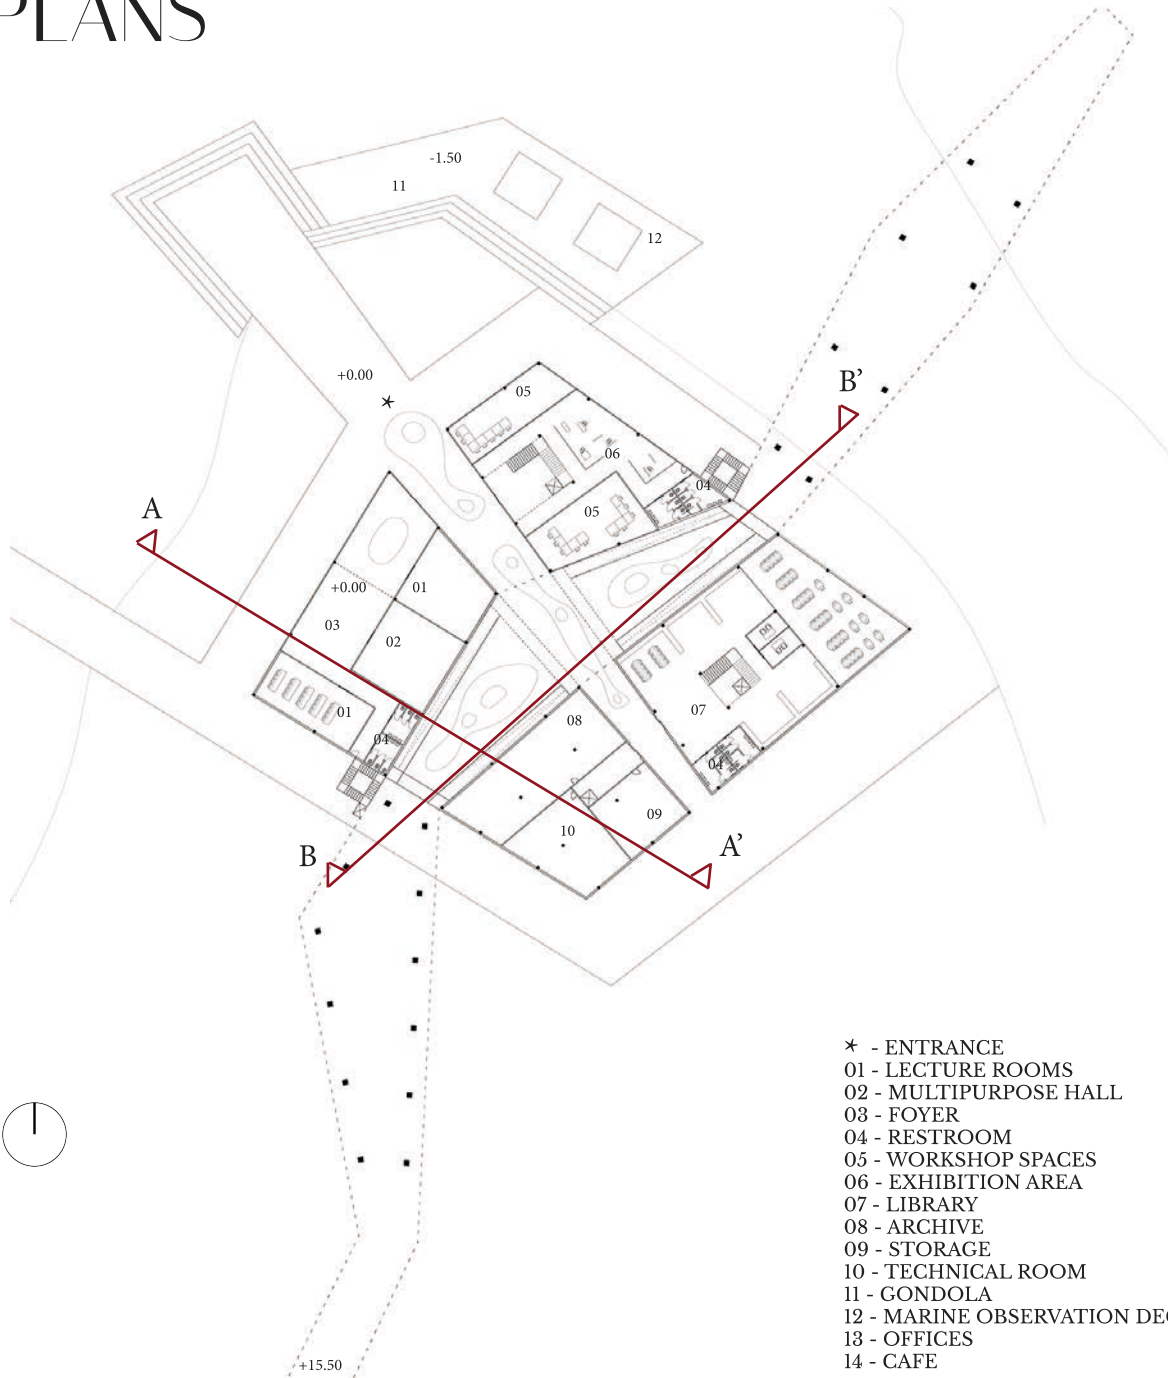 PLANS
-1.50
11
12
+0.00
B’
05
06
04
05
A
+0.00
01
03
02
01
04
07
08
04
09
10
B
A’
+15.50
* - ENTRANCE
01 - LECTURE ROOMS
02 - MULTIPURPOSE HALL
03 - FOYER
04 - RESTROOM
05 - WORKSHOP SPACES
06 - EXHIBITION AREA
07 - LIBRARY
08 - ARCHIVE
09 - STORAGE
10 - TECHNICAL ROOM
11 - GONDOLA
12 - MARINE OBSERVATION DEC
13 - OFFICES
14 - CAFE